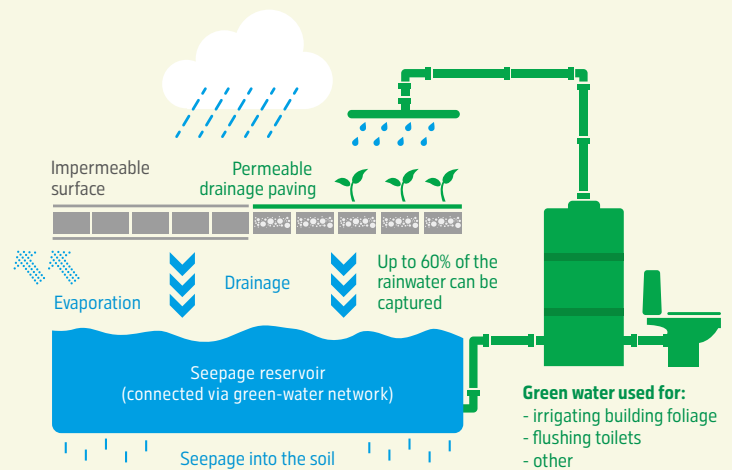 Impermeable
surface
Permeable
drainage paving
Evaporation
Drainage
Up to 60% of the
rainwater can be
captured
Seepage reservoir
(connected via green-water network)
Seepage into the soil
Green water used for:
- irrigating building foliage
- flushing toilets
- other